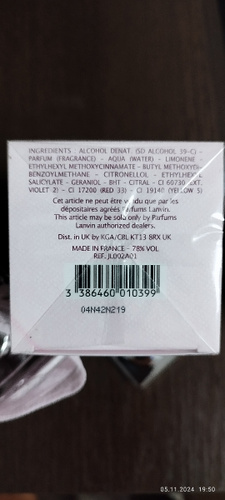 INGREDIENTS : ALCOHOL DENAT. (SD ALCOHOL 39-C) -
PARFUM (FRAGRANCE) - AQUA (WATER) - LIMONENE -
ETHYLHEXYL METHOXYCINNAMATE - BUTYL METHOXYDI-
BENZOYLMETHANE - CITRONELLOL - ETHYLHEXYL
SALICYLATE - GERANIOL - BHT - CITRAL - CI 60730 (EXT.
VIOLET 2) - CI 17200 (RED 33) - CI 19140 (YELLOW 5)
Cet article ne peut être vendu que par les
dépositaires agréés Parfums Lanvin.
This article may be sold only by Parfums
Lanvin authorized dealers.
Dist. in UK by KGA/CBL KT13 8RX UK
MADE IN FRANCE - 78% VOL
REF. JL002A01
3 386460 010399
04N42N219
05.11.2024 19:50